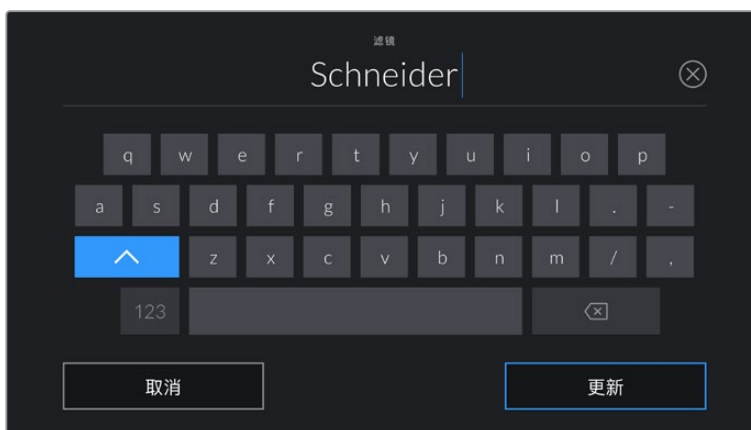 滤镜
Schneider
q w e r t y u i o p
a s d f g h j k l . -
z x c v b n m / ,
123
取消 更新